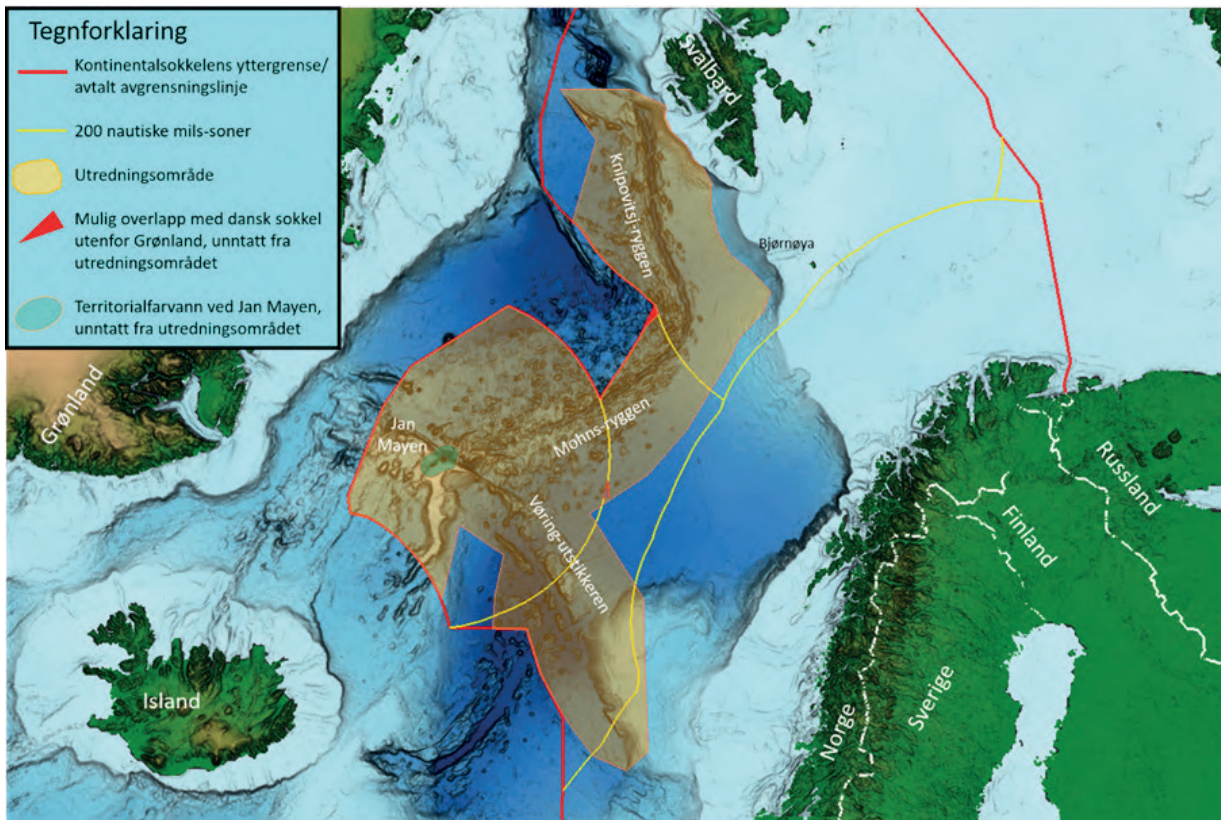 Tegnforklaring
Kontinentalsokkelens yttergrense/
avtalt avgrensningslinje
200 nautiske mils-soner
Utredningsområde
Mulig overlapp med dansk sokkel
utenfor Grønland, unntatt fra
utredningsområdet
Territorialfarvann ved Jan Mayen,
unntatt fra utredningsområdet
Svalbard
Knipovitsj-ryggen
Bjørnøya
Grønland
Jan
Mayen
Mohns-ryggen
Vøring-utstikkeren
Island
Norge
Sverige
Finland
Russland